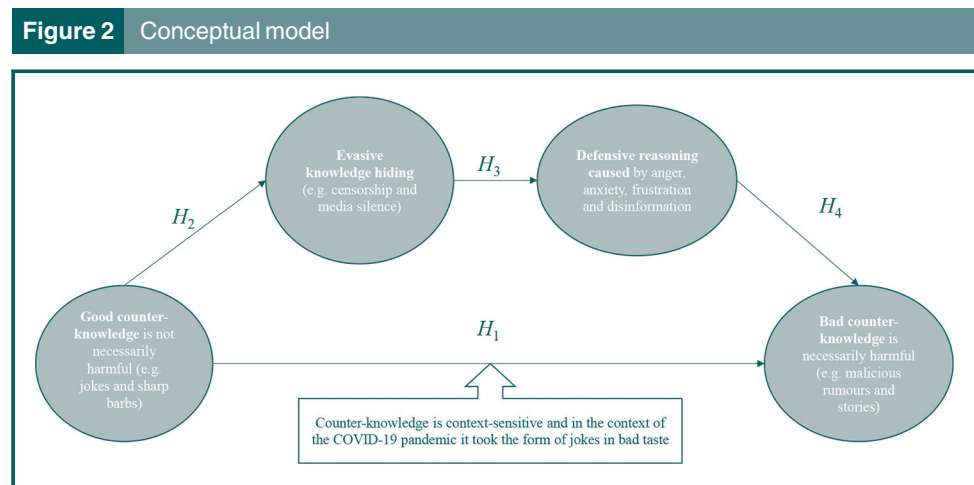 Figure 2 Conceptual model
Evasive
knowledge hiding
(e.g. censorship and
media silence)
H3
Defensive reasoning
caused by anger,
anxiety, frustration
and disinformation
H2
H4
Good counter-
knowledge is not
necessarily
harmful (e.g.
jokes and sharp
barbs)
H1
Bad counter-
knowledge is
necessarily harmful
(e.g. malicious
rumours and
stories)
Counter-knowledge is context-sensitive and in the context of
the COVID-19 pandemic it took the form of jokes in bad taste